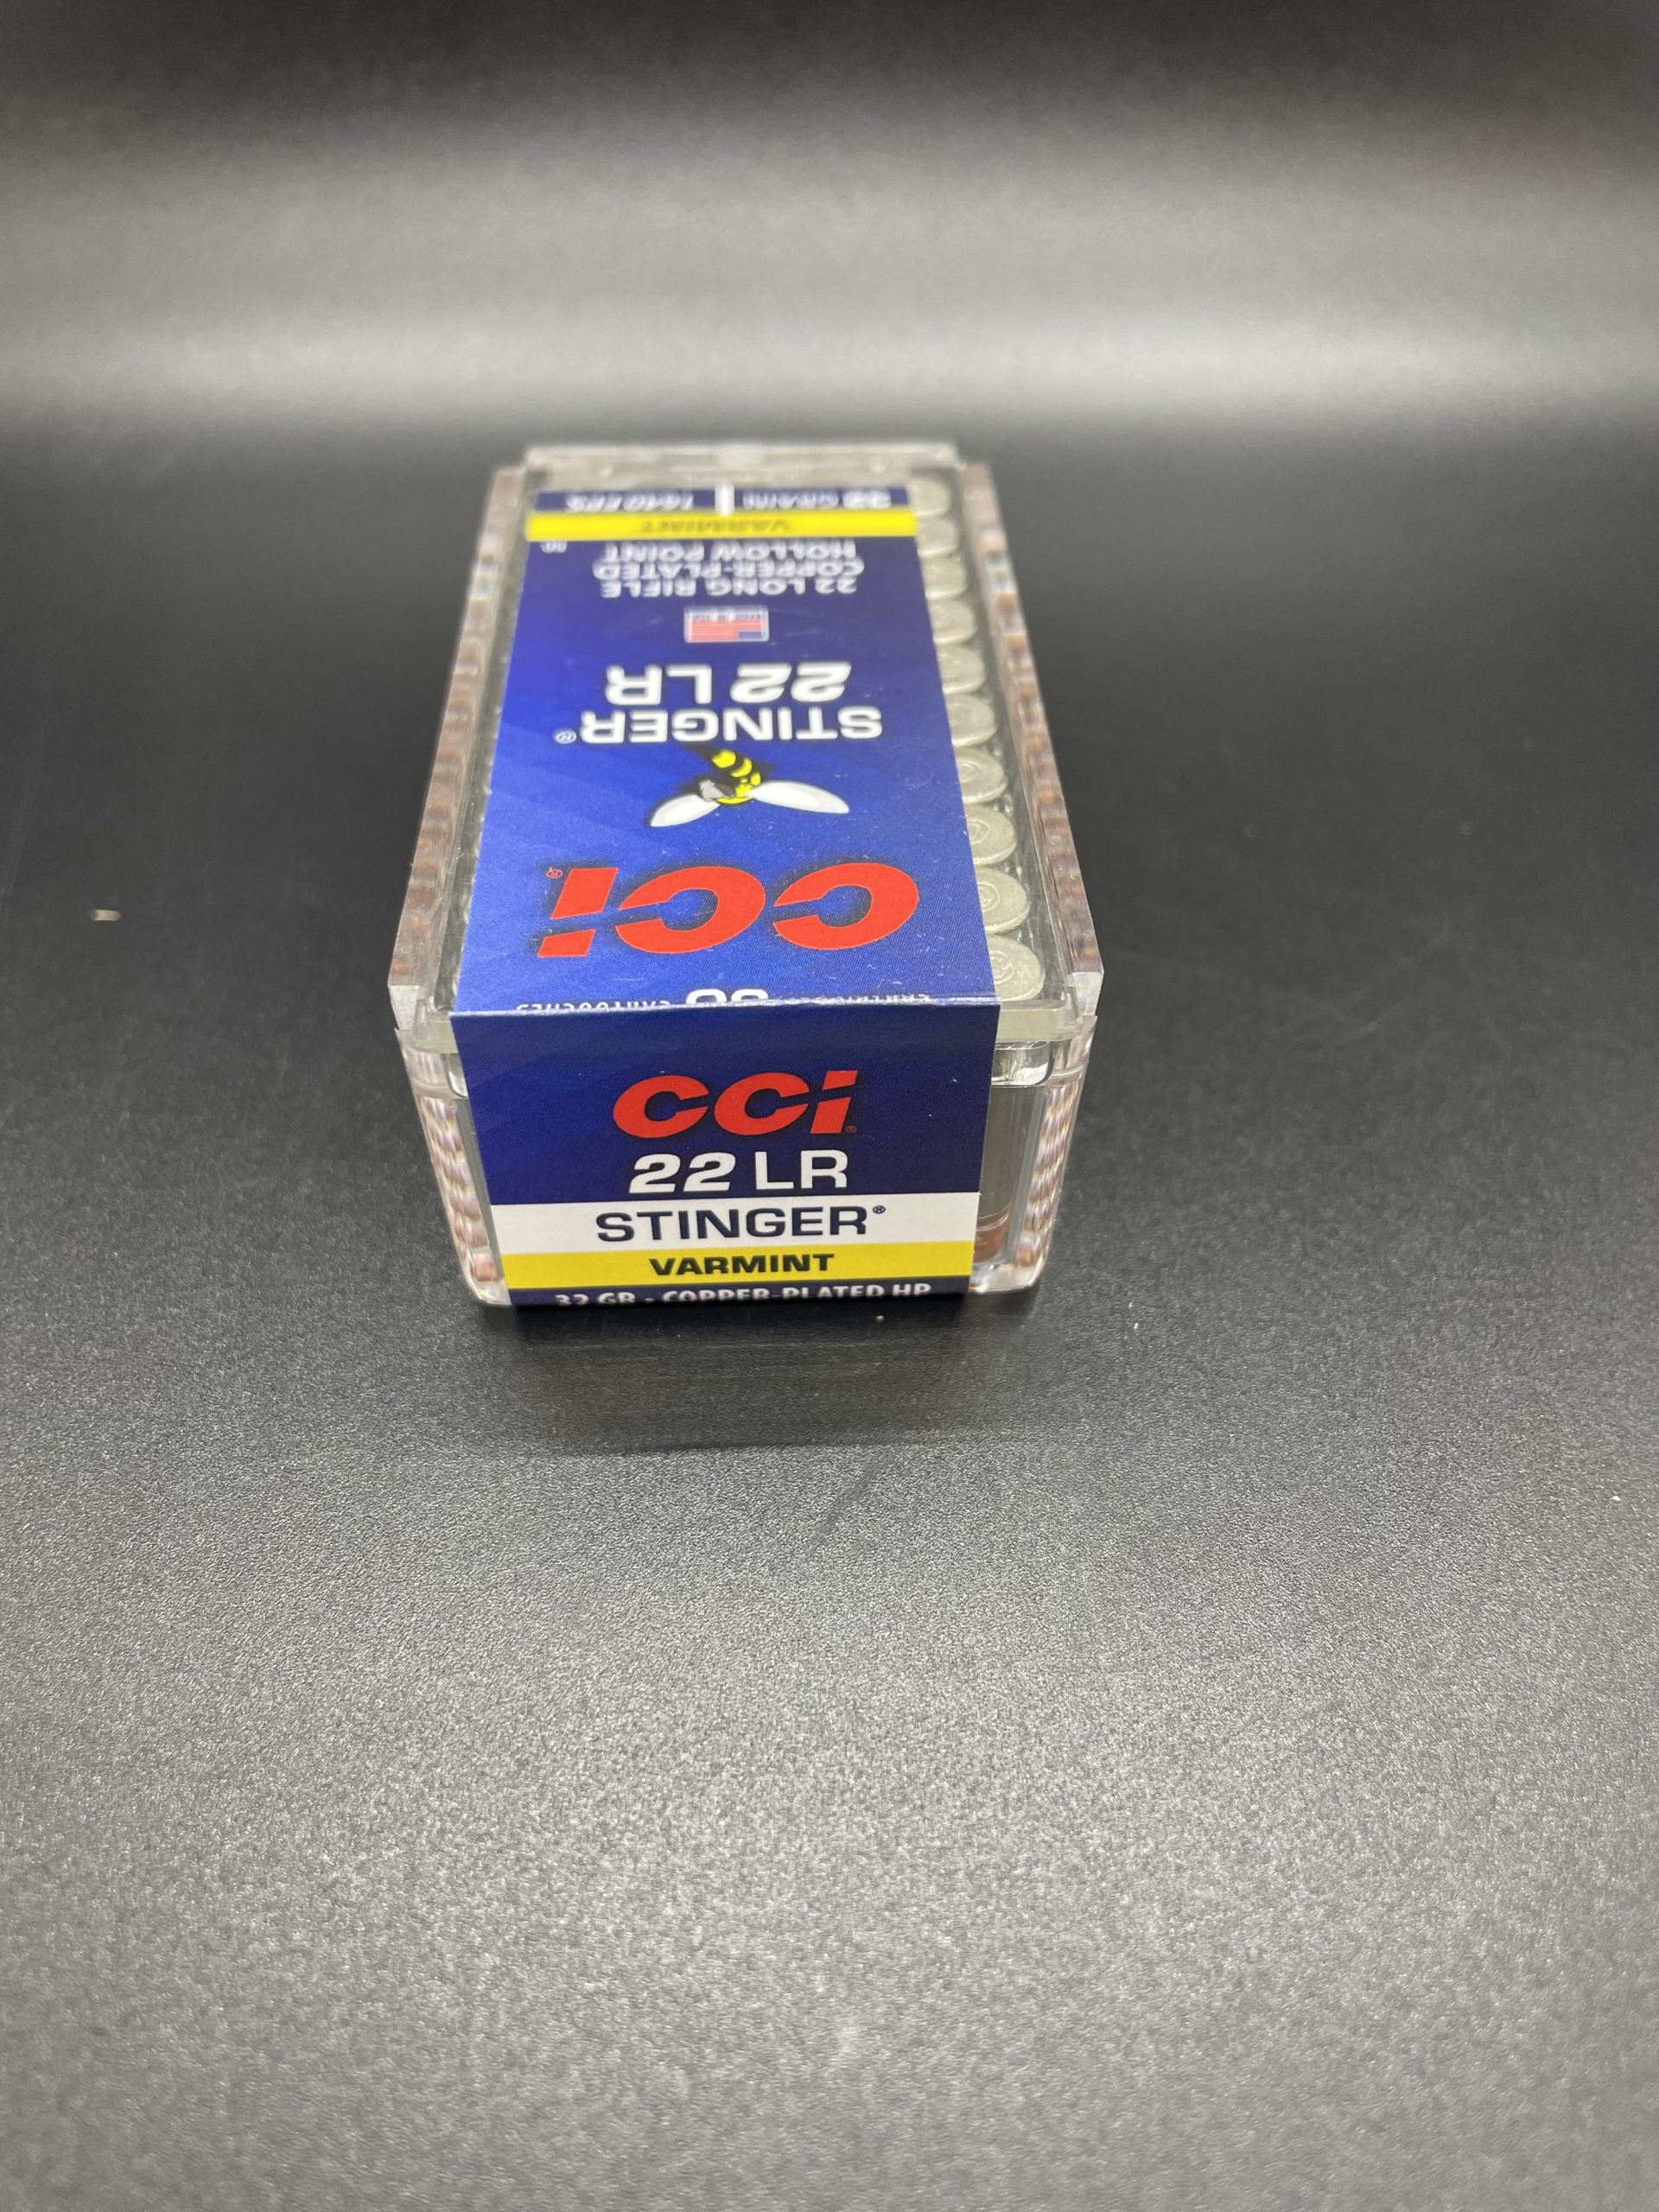 CCI®
22 LR
STINGER®
VARMINT
32 GR - COPPER-PLATED HP
50
CCI®
STINGER®
22 LR
22 LONG RIFLE
COPPER-PLATED
HOLLOW POINT
VARMINT
32 GRAIN 1640 FPS